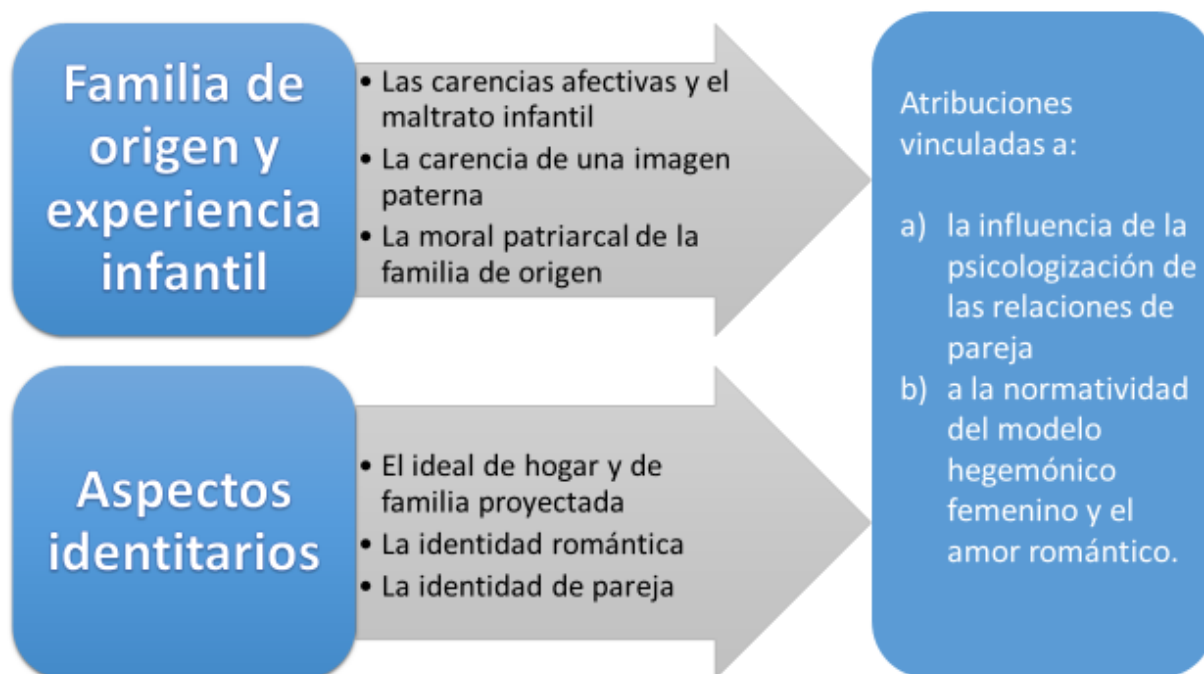 Familia de
origen y
experiencia
infantil
• Las carencias afectivas y el
maltrato infantil
• La carencia de una imagen
paterna
• La moral patriarcal de la
familia de origen
Aspectos
identitarios
• El ideal de hogar y de
familia proyectada
• La identidad romántica
• La identidad de pareja
Atribuciones
vinculadas a:
a) la influencia de la
psicologización de
las relaciones de
pareja
b) a la normatividad
del modelo
hegemónico
femenino y el
amor romántico.